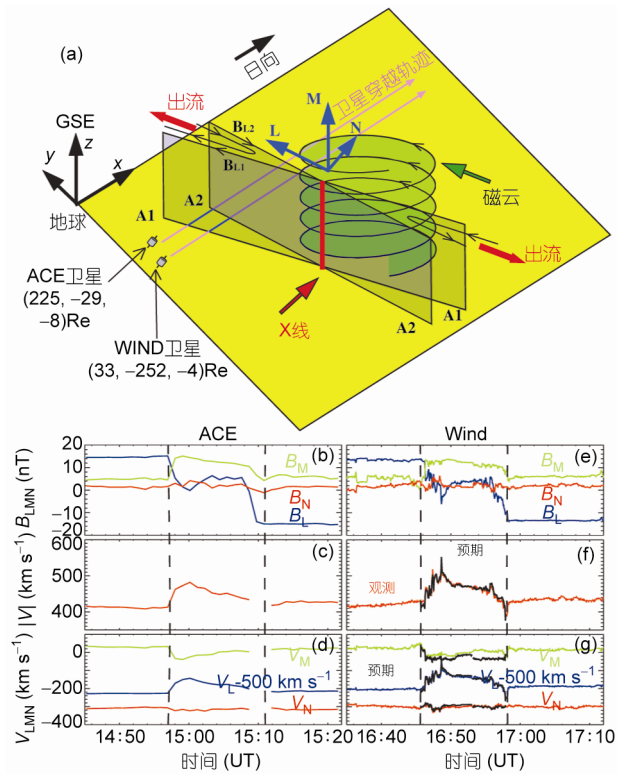 (a)
日向
卫星穿越轨迹
出流
M
GSE
z
y
x
L
N
B_L2
B_L1
磁云
地球
A1
A2
出流
ACE卫星
(225, −29,
−8)Re
X线
A2
A1
WIND卫星
(33, −252, −4)Re
ACE
Wind
B_LMN (nT)
20
10
0
−10
−20
(b)
B_M
B_N
B_L
(e)
B_M
B_N
B_L
|V| (km s⁻¹)
600
500
400
(c)
(f)
预期
观测
V_LMN (km s⁻¹)
0
−200
−400
(d)
V_M
V_L-500 km s⁻¹
V_N
(g)
V_M
预期
V_L-500 km s⁻¹
V_N
14:50 15:00 15:10 15:20
16:40 16:50 17:00 17:10
时间 (UT)
时间 (UT)